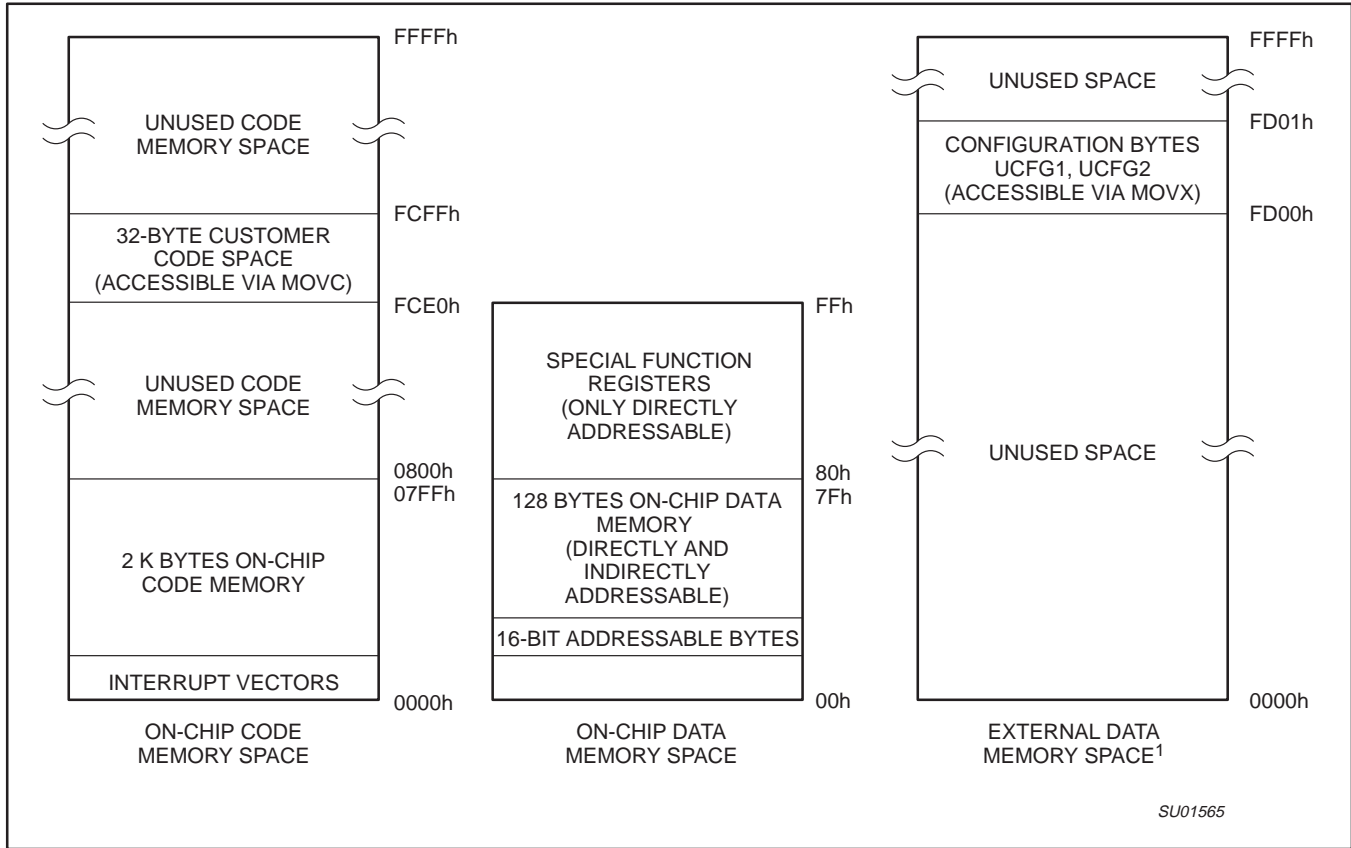 FFFFh
UNUSED CODE
MEMORY SPACE
FCFFh
32-BYTE CUSTOMER
CODE SPACE
(ACCESSIBLE VIA MOVC)
FCE0h
UNUSED CODE
MEMORY SPACE
0800h
07FFh
2 K BYTES ON-CHIP
CODE MEMORY
INTERRUPT VECTORS
0000h
ON-CHIP CODE
MEMORY SPACE
FFh
SPECIAL FUNCTION
REGISTERS
(ONLY DIRECTLY
ADDRESSABLE)
80h
7Fh
128 BYTES ON-CHIP DATA
MEMORY
(DIRECTLY AND
INDIRECTLY
ADDRESSABLE)
16-BIT ADDRESSABLE BYTES
00h
ON-CHIP DATA
MEMORY SPACE
FFFFh
UNUSED SPACE
FD01h
CONFIGURATION BYTES
UCFG1, UCFG2
(ACCESSIBLE VIA MOVX)
FD00h
UNUSED SPACE
0000h
EXTERNAL DATA
MEMORY SPACE1
SU01565